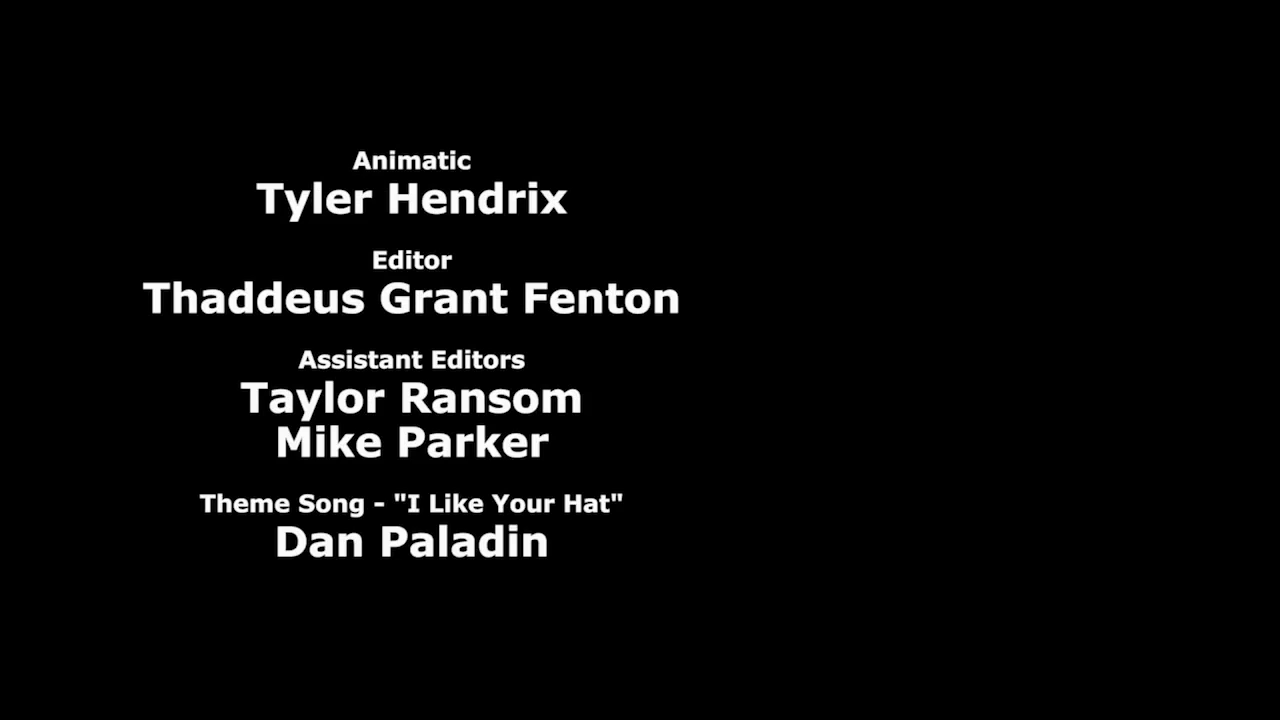 Animatic
Tyler Hendrix
Editor
Thaddeus Grant Fenton
Assistant Editors
Taylor Ransom
Mike Parker
Theme Song - "I Like Your Hat"
Dan Paladin